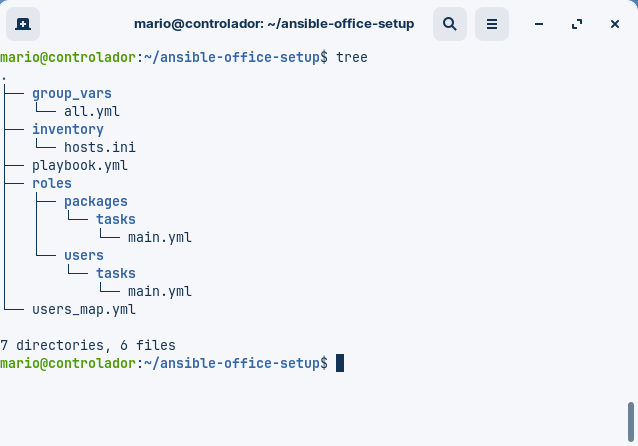 mario@controlador: ~/ansible-office-setup
mario@controlador:~/ansible-office-setup$ tree
.
├── group_vars
│   └── all.yml
├── inventory
│   └── hosts.ini
├── playbook.yml
├── roles
│   ├── packages
│   │   └── tasks
│   │       └── main.yml
│   └── users
│       └── tasks
│           └── main.yml
└── users_map.yml
7 directories, 6 files
mario@controlador:~/ansible-office-setup$